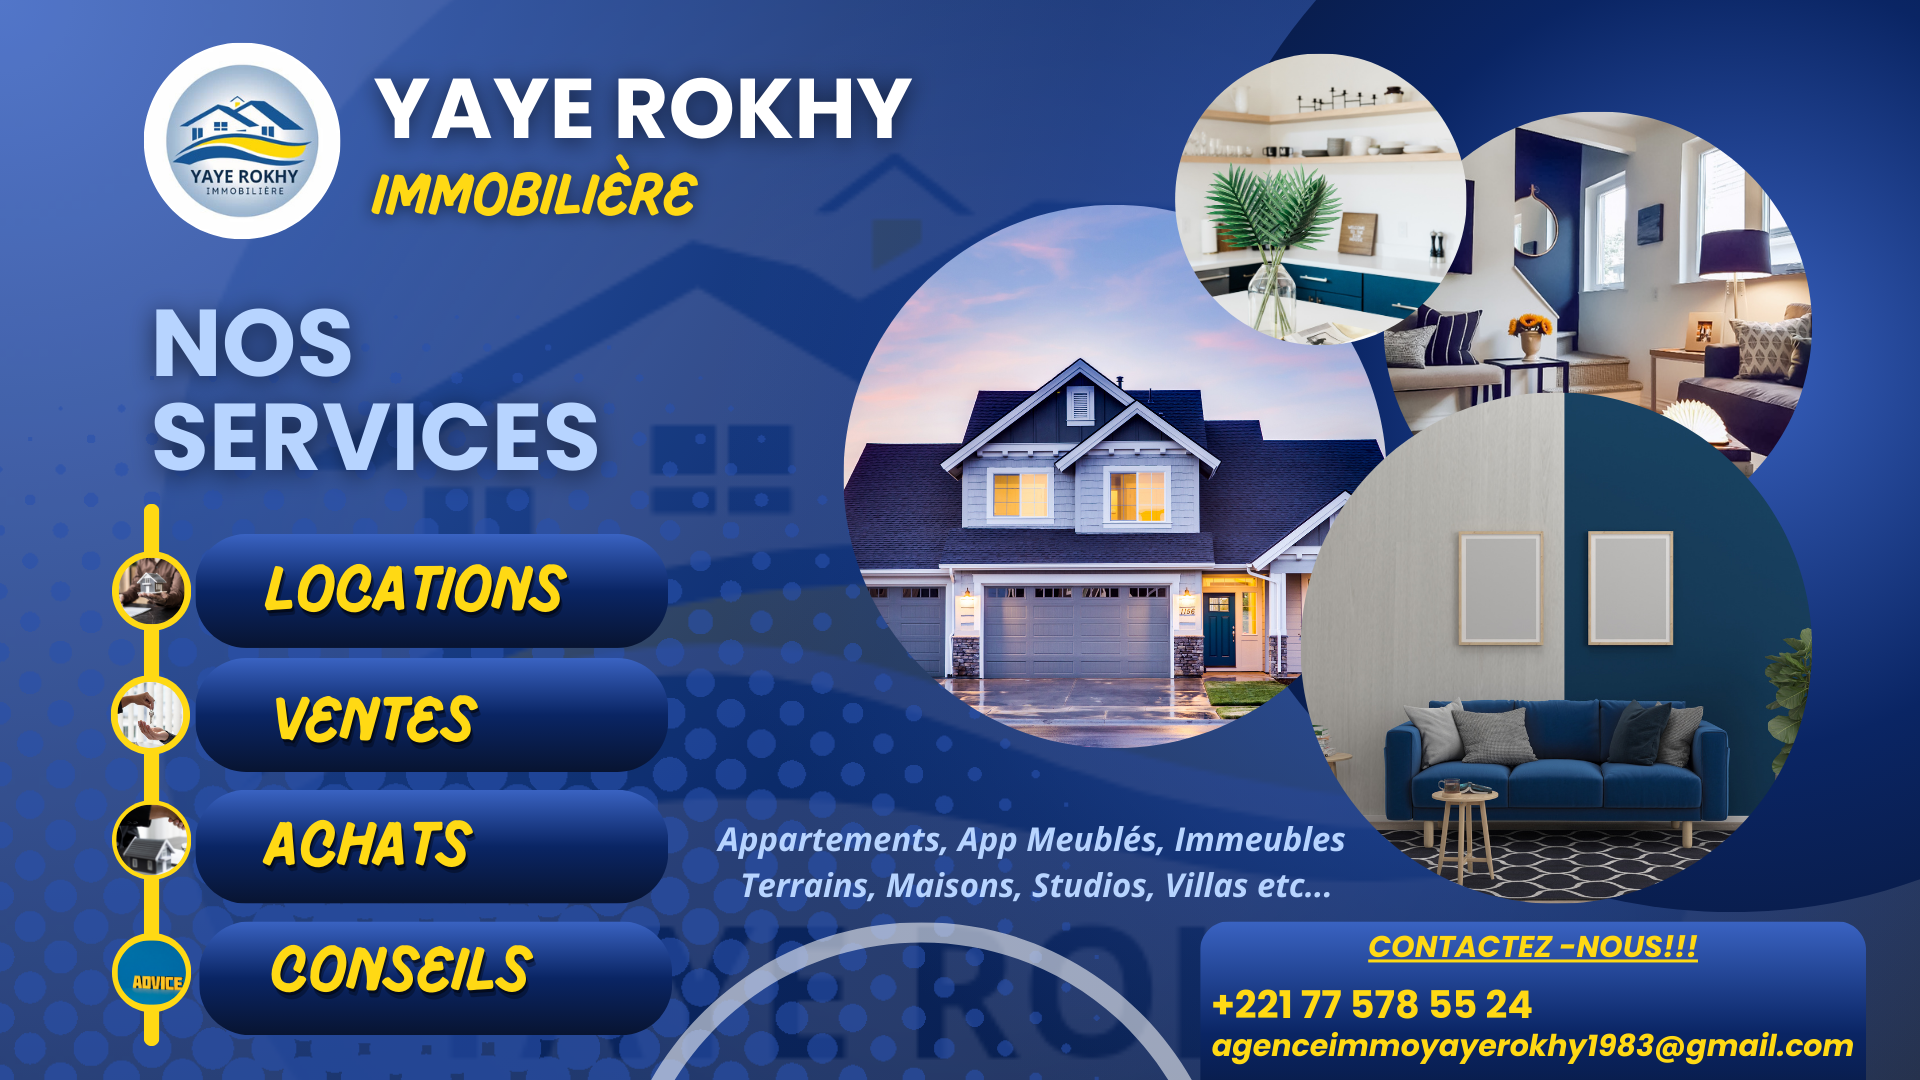 YAYE ROKHY
IMMOBILIÈRE
YAYE ROKHY
IMMOBILIÈRE
NOS
SERVICES
LOCATIONS
VENTES
ACHATS
ADVICE
CONSEILS
Appartements, App Meublés, Immeubles
Terrains, Maisons, Studios, Villas etc...
CONTACTEZ -NOUS!!!
+221 77 578 55 24
agenceimmoyayerokhy1983@gmail.com